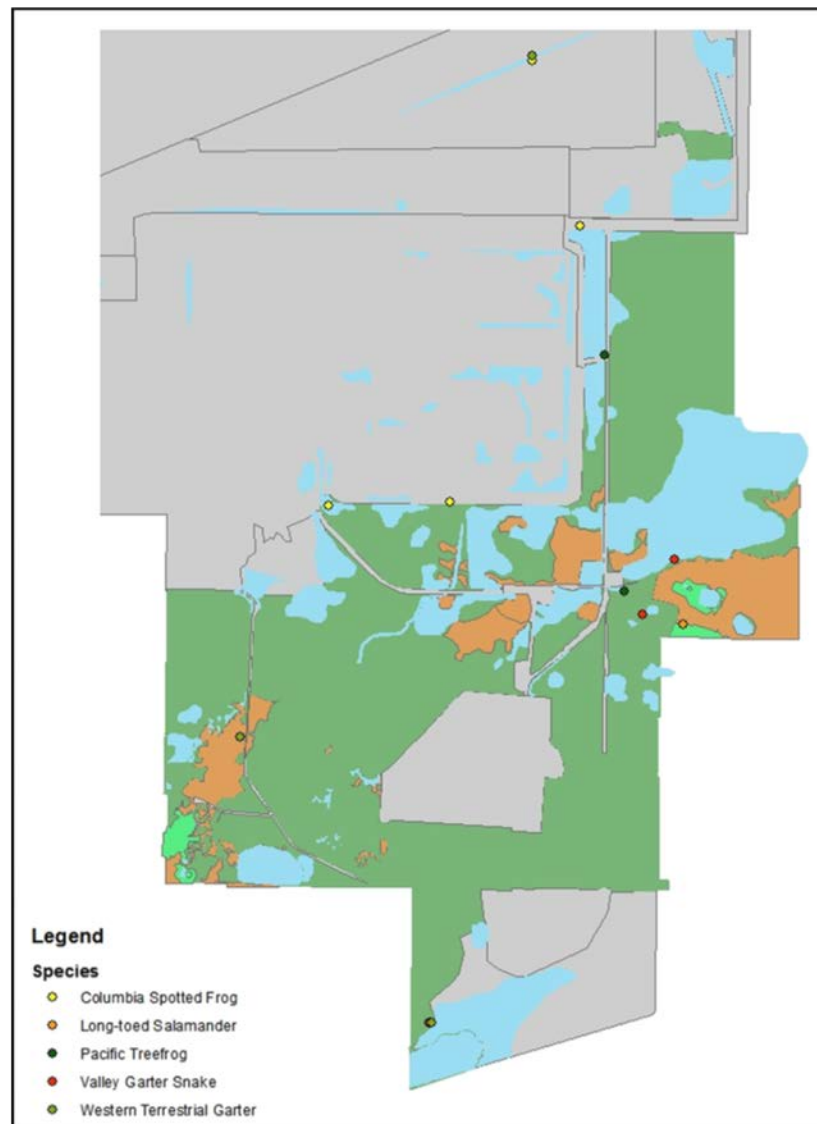 Legend
Species
Columbia Spotted Frog
Long-toed Salamander
Pacific Treefrog
Valley Garter Snake
Western Terrestrial Garter